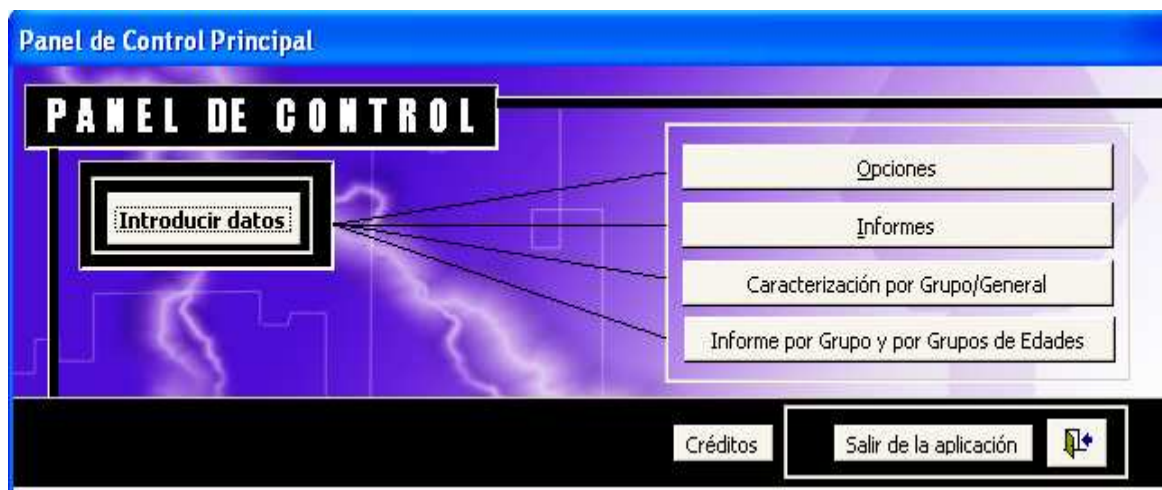 Panel de Control Principal
PANEL DE CONTROL
Introducir datos
Opciones
Informes
Caracterización por Grupo/General
Informe por Grupo y por Grupos de Edades
Créditos
Salir de la aplicación